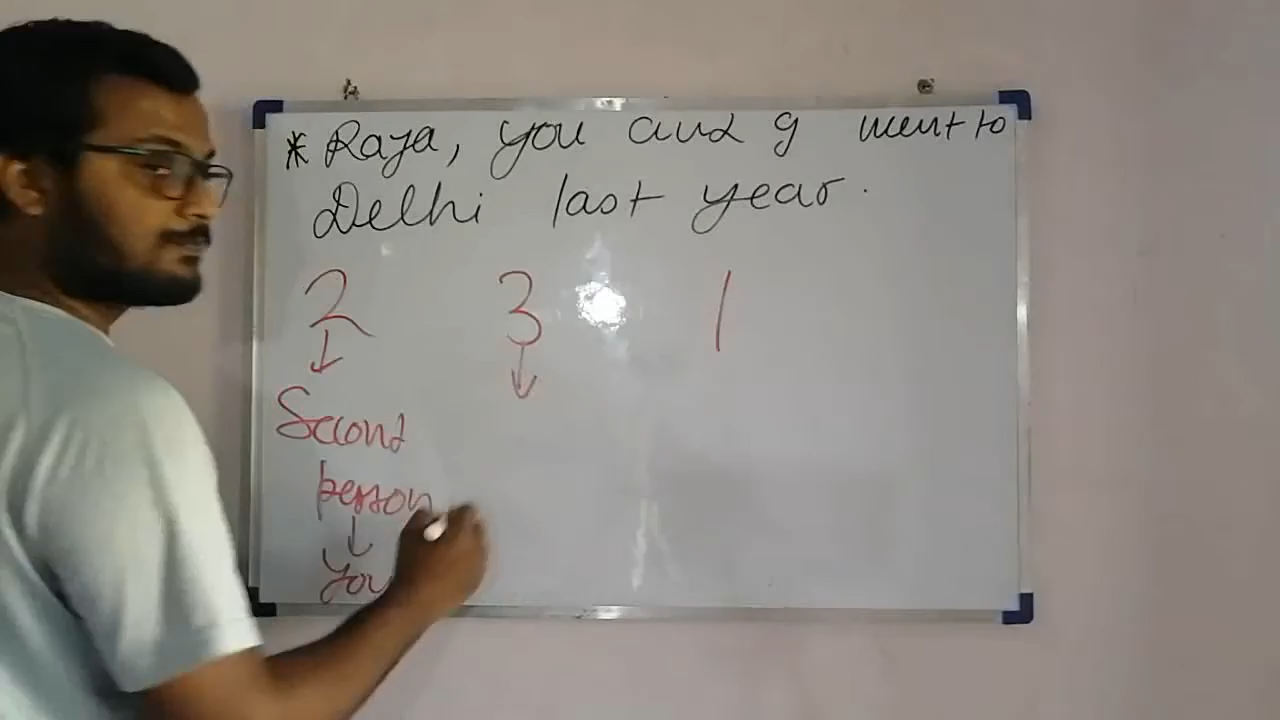 * Raja, you and I went to
Delhi last year.
2 3 1
Second
person
You